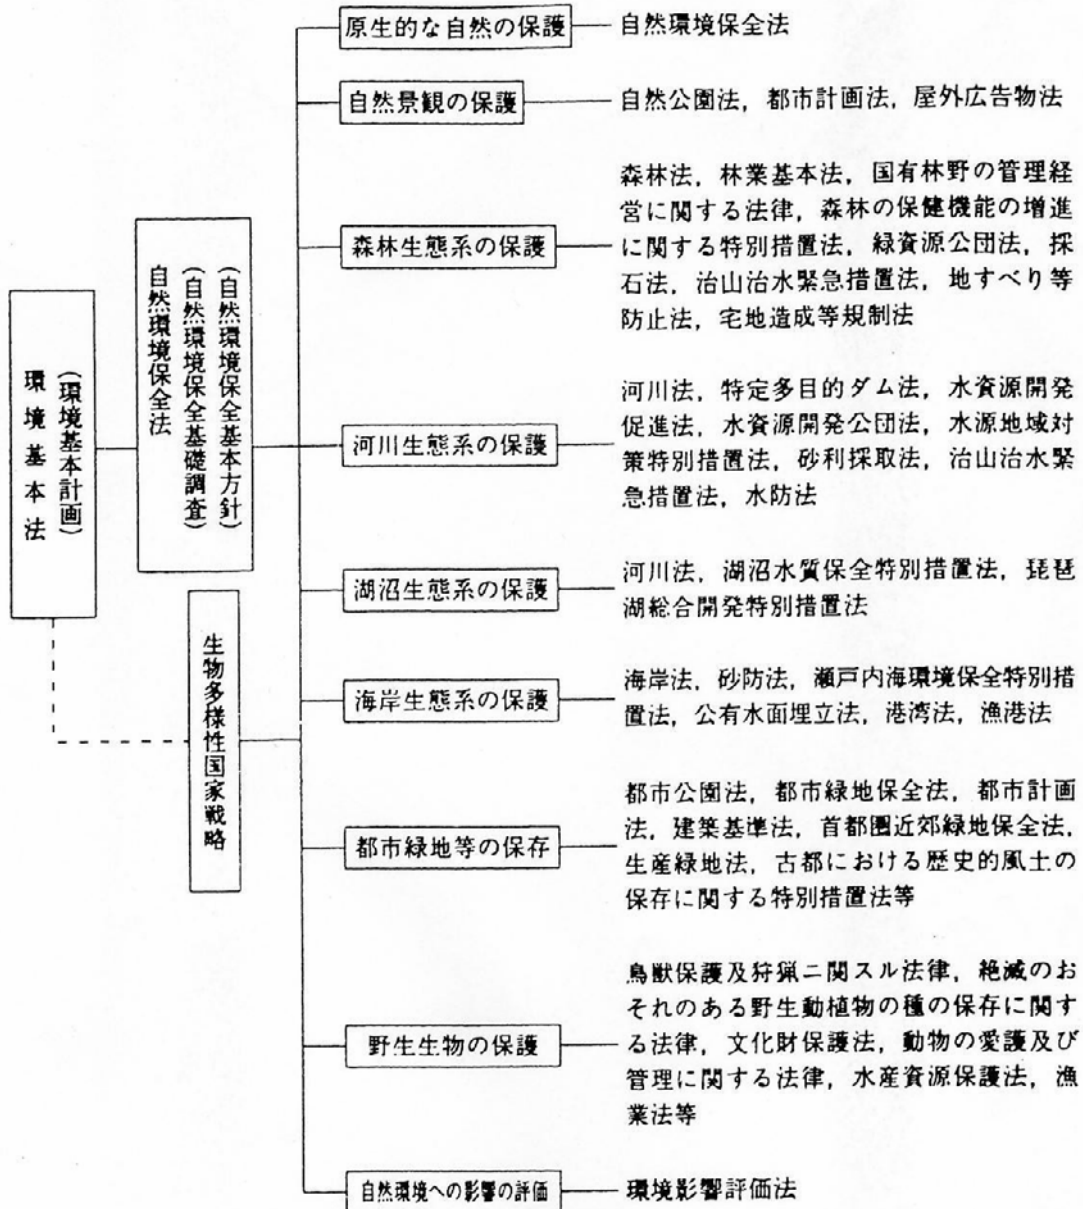 環境基本法
（環境基本計画）
自然環境保全法
（自然環境保全基礎調査）
（自然環境保全基本方針）
生物多様性国家戦略
原生的な自然の保護
自然環境保全法
自然景観の保護
自然公園法，都市計画法，屋外広告物法
森林生態系の保護
森林法，林業基本法，国有林野の管理経
営に関する法律，森林の保健機能の増進
に関する特別措置法，緑資源公団法，採
石法，治山治水緊急措置法，地すべり等
防止法，宅地造成等規制法
河川生態系の保護
河川法，特定多目的ダム法，水資源開発
促進法，水資源開発公団法，水源地域対
策特別措置法，砂利採取法，治山治水緊
急措置法，水防法
湖沼生態系の保護
河川法，湖沼水質保全特別措置法，琵琶
湖総合開発特別措置法
海岸生態系の保護
海岸法，砂防法，瀬戸内海環境保全特別措
置法，公有水面埋立法，港湾法，漁港法
都市緑地等の保存
都市公園法，都市緑地保全法，都市計画
法，建築基準法，首都圏近郊緑地保全法，
生産緑地法，古都における歴史的風土の
保存に関する特別措置法等
野生生物の保護
鳥獣保護及狩猟ニ関スル法律，絶滅のお
それのある野生動植物の種の保存に関す
る法律，文化財保護法，動物の愛護及び
管理に関する法律，水産資源保護法，漁
業法等
自然環境への影響の評価
環境影響評価法